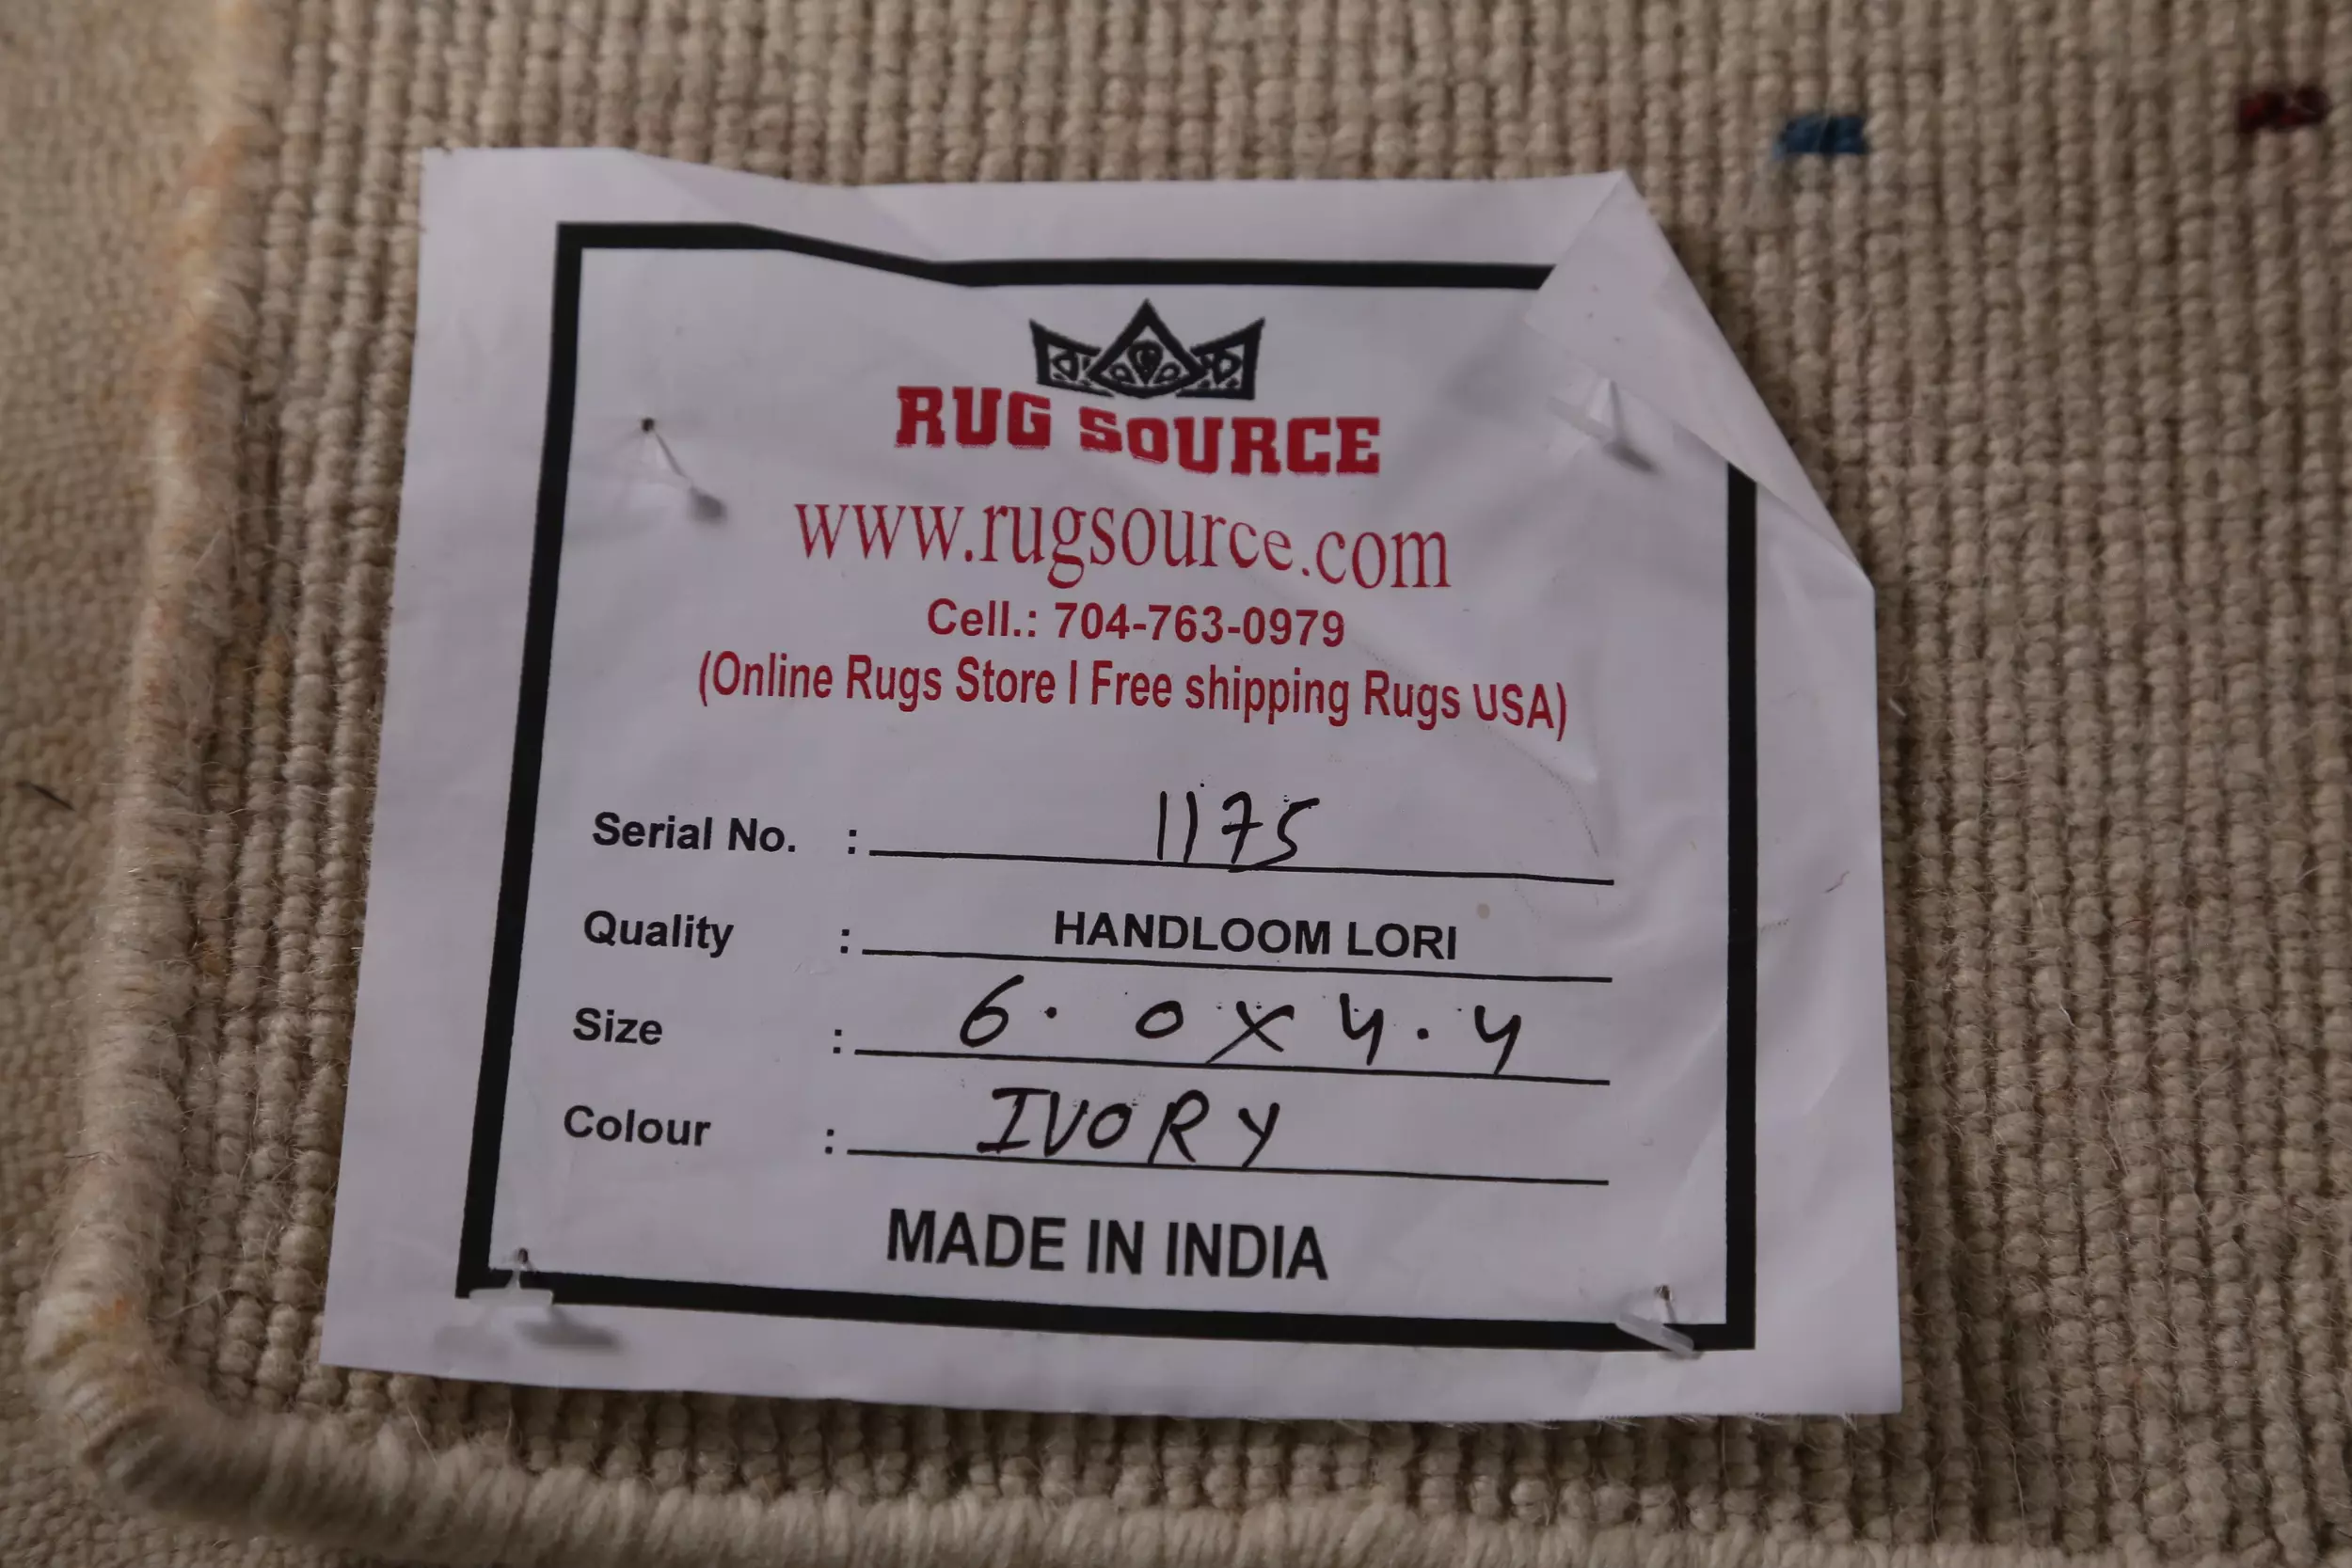 RUG SOURCE
www.rugsource.com
Cell.: 704-763-0979
(Online Rugs Store I Free shipping Rugs USA)
Serial No. : 1175
Quality : HANDLOOM LORI
Size : 6.0x4.4
Colour : IVORY
MADE IN INDIA